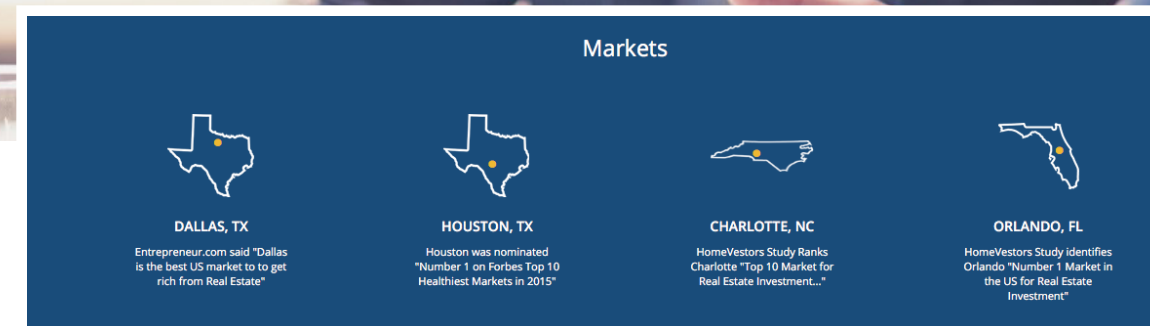 Markets
DALLAS, TX
Entrepreneur.com said "Dallas
is the best US market to to get
rich from Real Estate"
HOUSTON, TX
Houston was nominated
"Number 1 on Forbes Top 10
Healthiest Markets in 2015"
CHARLOTTE, NC
HomeVestors Study Ranks
Charlotte "Top 10 Market for
Real Estate Investment..."
ORLANDO, FL
HomeVestors Study identifies
Orlando "Number 1 Market in
the US for Real Estate
Investment"